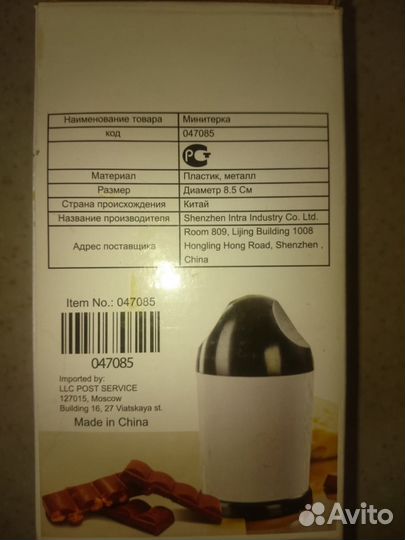 Наименование товара Минитерка
код 047085
РСТ
Материал Пластик, металл
Размер Диаметр 8.5 См
Страна происхождения Китай
Название производителя Shenzhen Intra Industry Co. Ltd.
Адрес поставщика Room 809, Lijing Building 1008
Hongling Hong Road, Shenzhen ,
China
Item No.: 047085
047085
Imported by:
LLC POST SERVICE
127015, Moscow
Building 16, 27 Viatskaya st.
Made in China
Avito